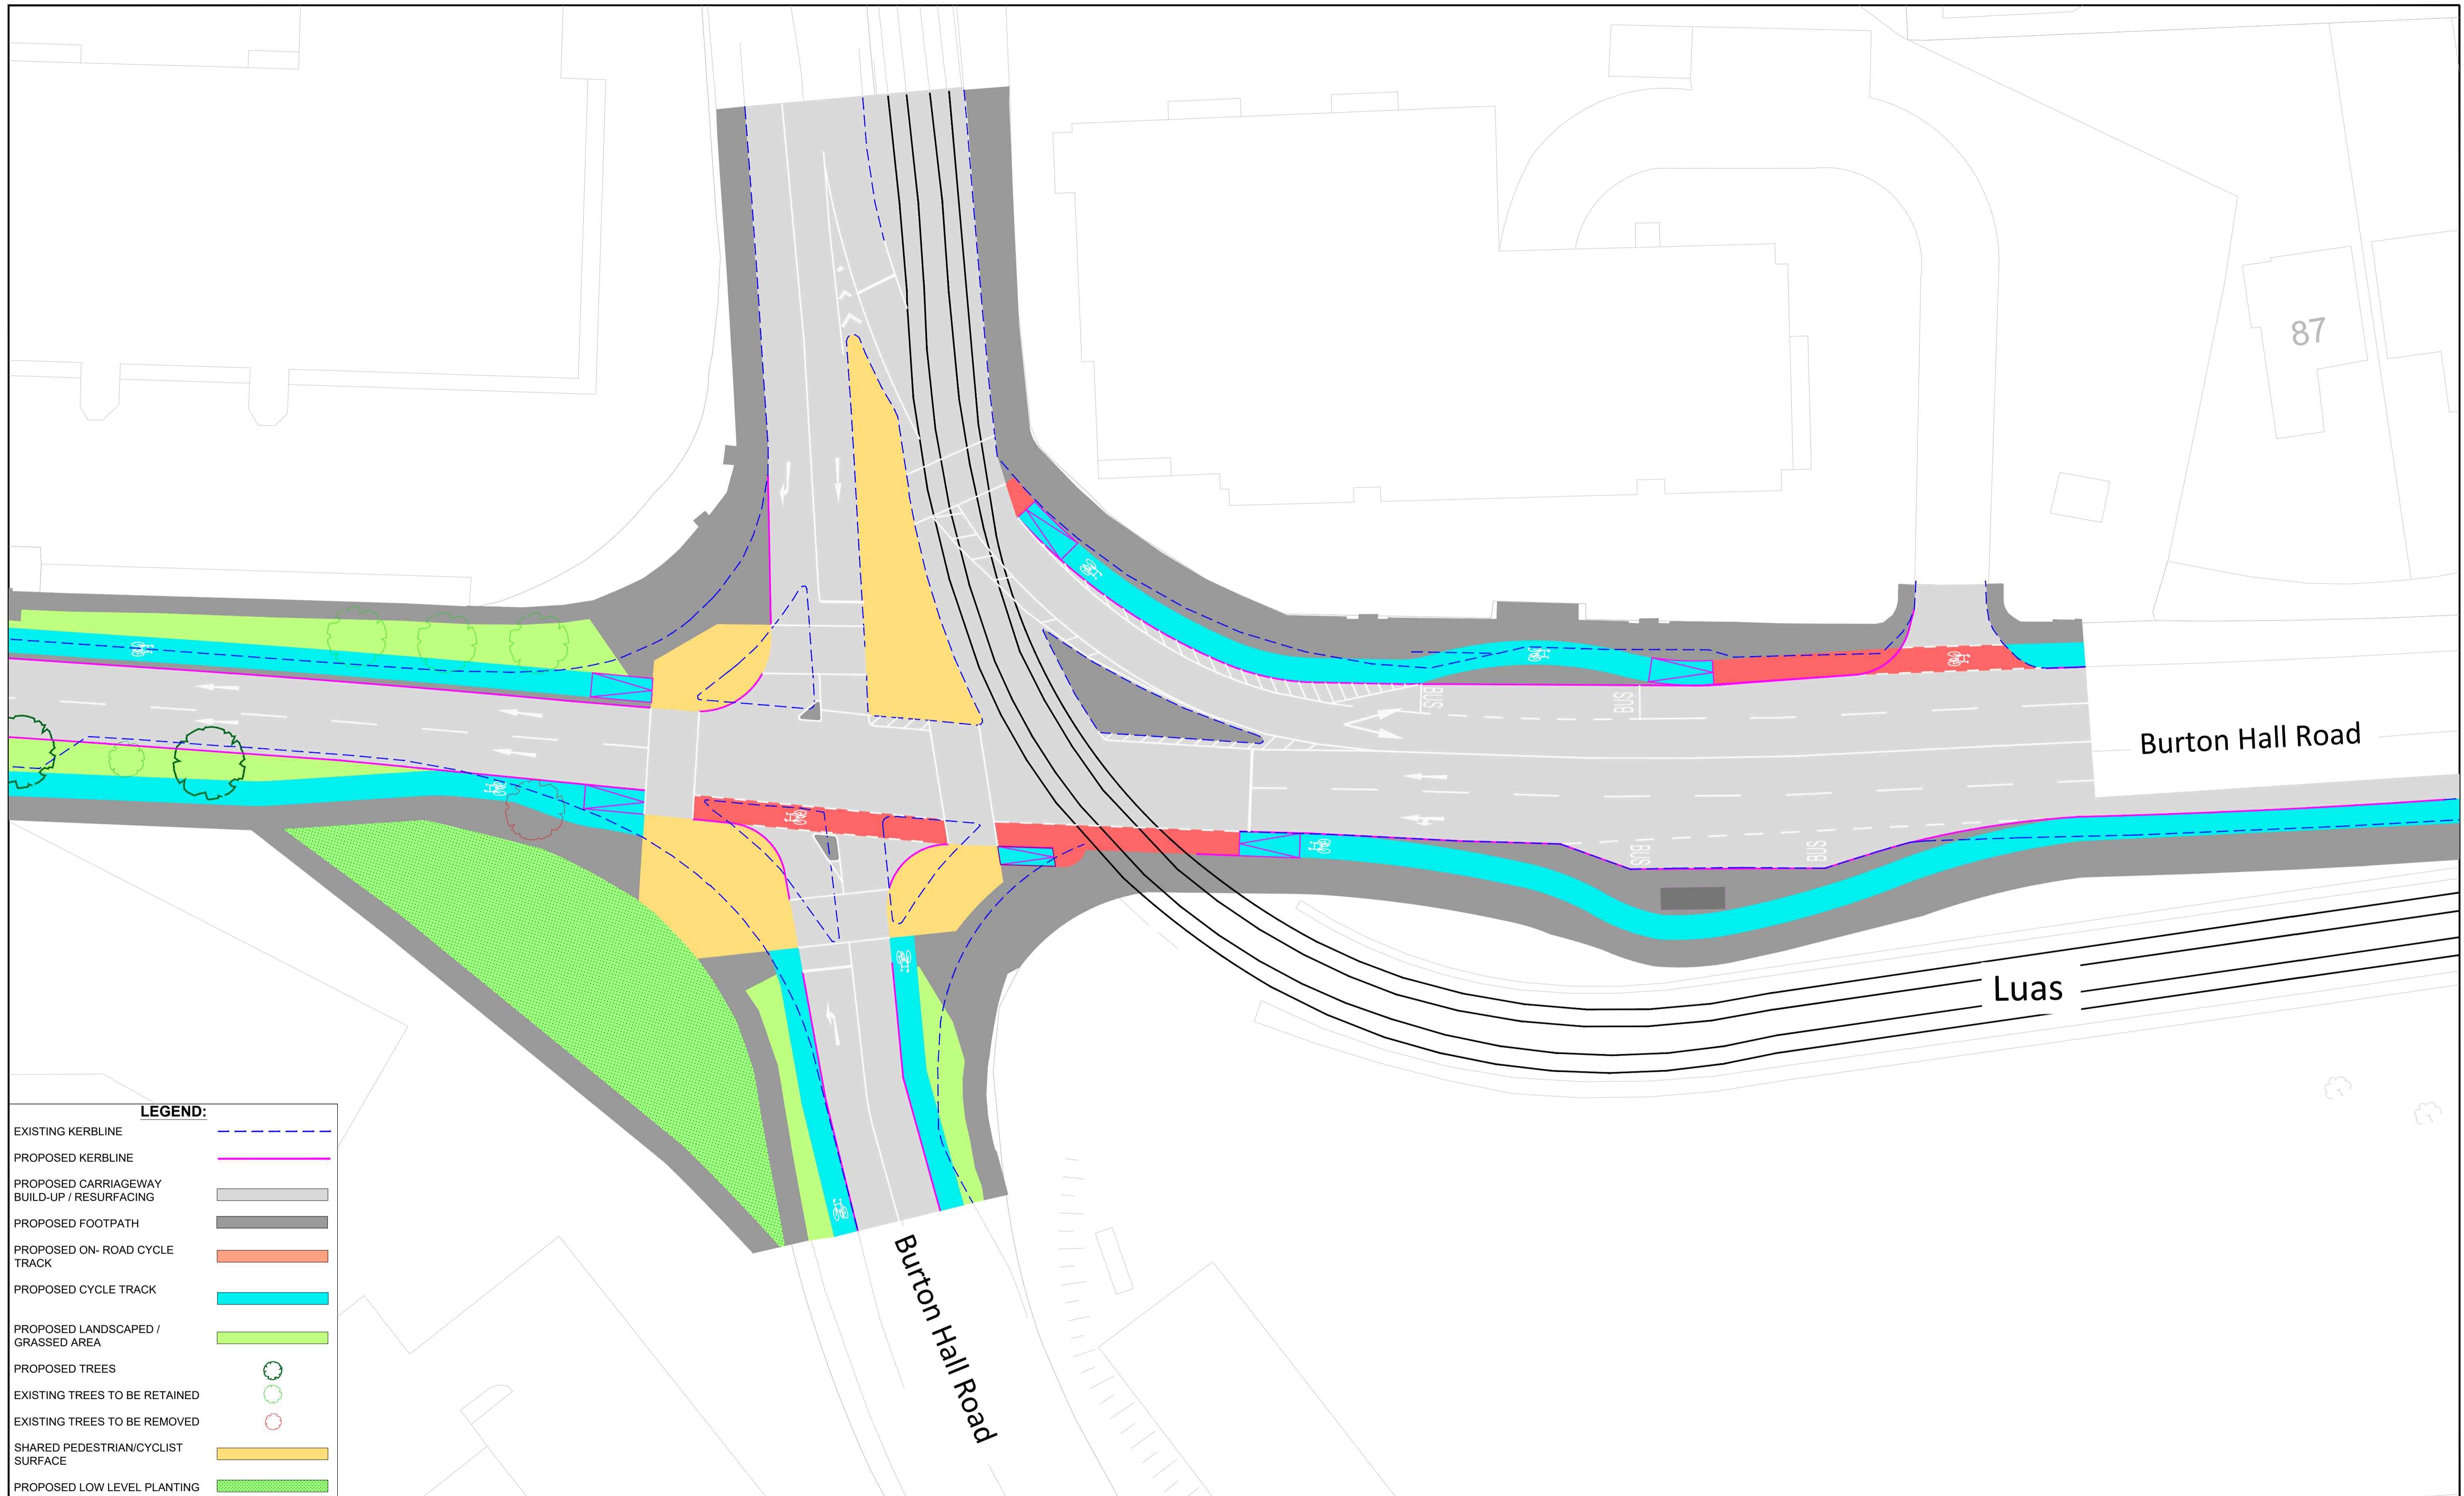 87
BUS
BUS
Burton Hall Road
BUS
BUS
Luas
Burton Hall Road
LEGEND:
EXISTING KERBLINE
PROPOSED KERBLINE
PROPOSED CARRIAGEWAY
BUILD-UP / RESURFACING
PROPOSED FOOTPATH
PROPOSED ON- ROAD CYCLE
TRACK
PROPOSED CYCLE TRACK
PROPOSED LANDSCAPED /
GRASSED AREA
PROPOSED TREES
EXISTING TREES TO BE RETAINED
EXISTING TREES TO BE REMOVED
SHARED PEDESTRIAN/CYCLIST
SURFACE
PROPOSED LOW LEVEL PLANTING